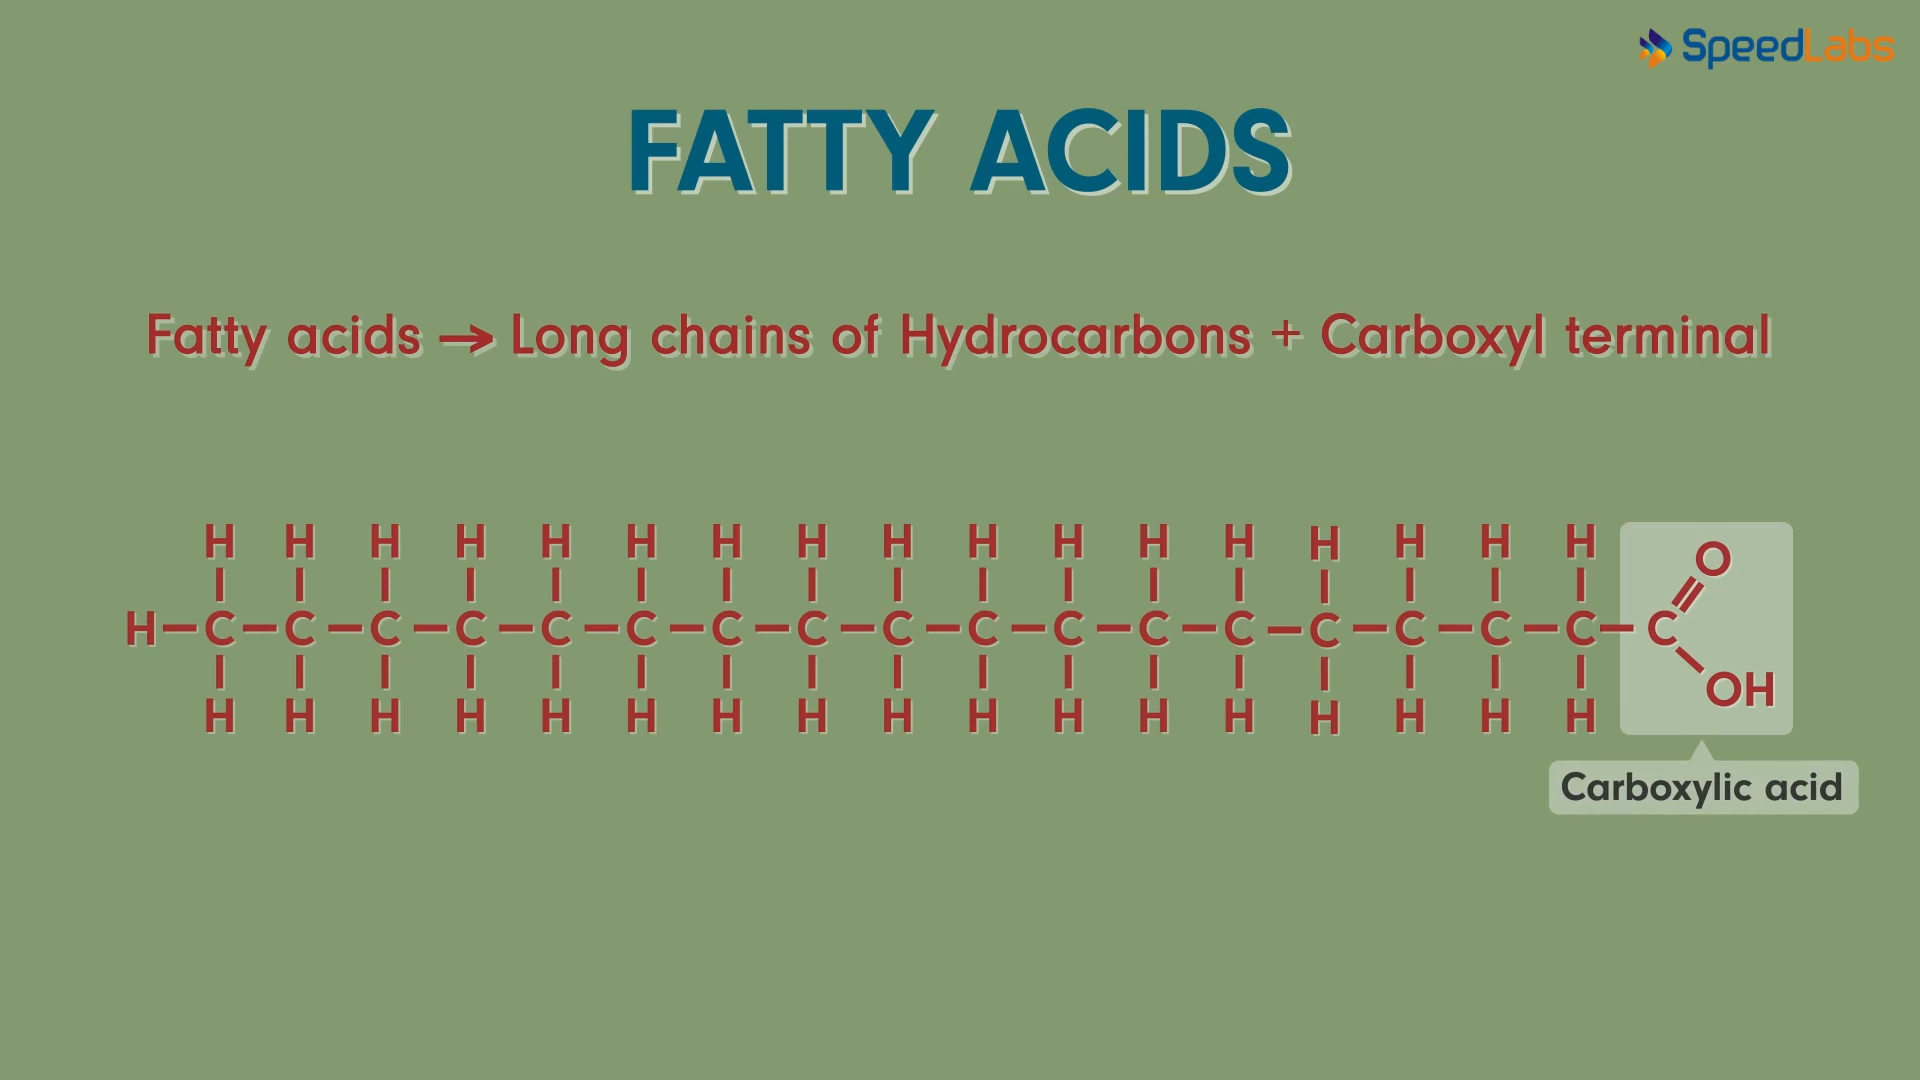 SpeedLabs
FATTY ACIDS
Fatty acids → Long chains of Hydrocarbons + Carboxyl terminal
H H H H H H H H H H H H H H H H H O
H C C C C C C C C C C C C C C C C C C
H H H H H H H H H H H H H H H H H OH
Carboxylic acid